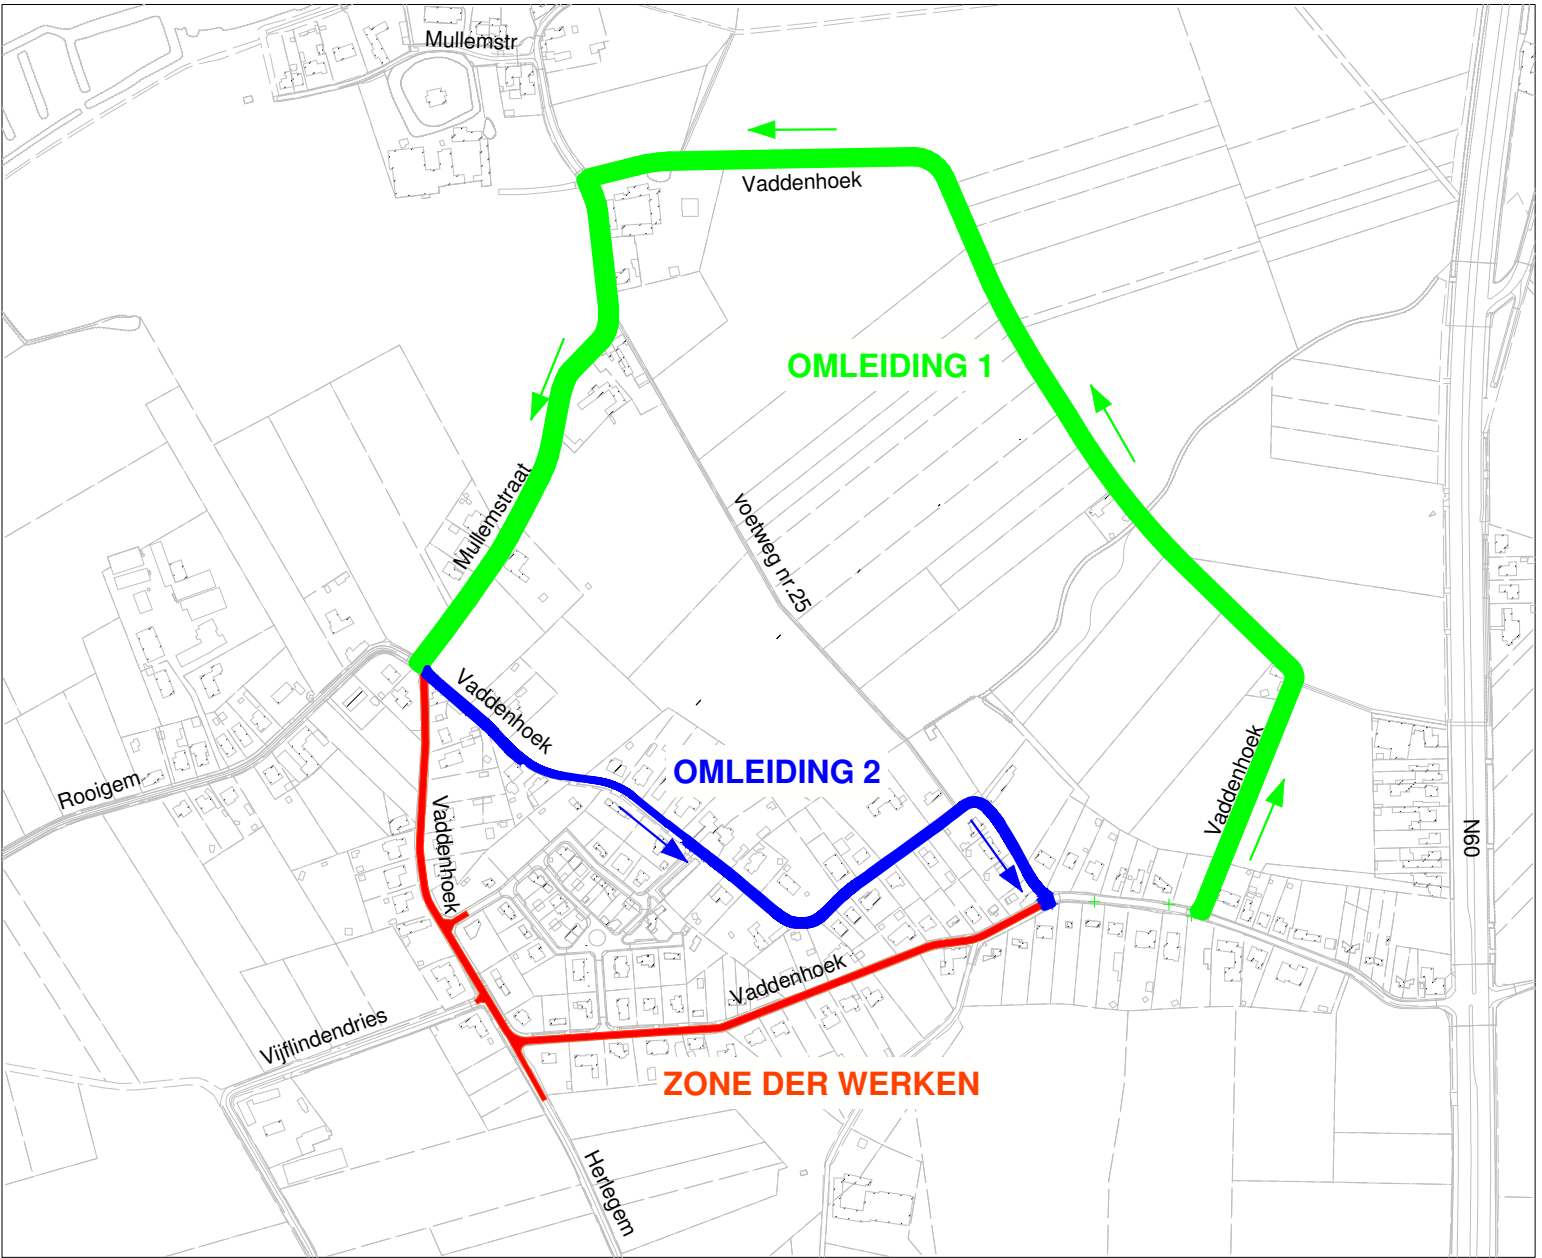 Mullemstr
Vaddenhoek
OMLEIDING 1
Mullemstraat
voetweg nr.25
Vaddenhoek
OMLEIDING 2
Vaddenhoek
Rooigem
Vaddenhoek
N60
Vaddenhoek
Vijflindendries
ZONE DER WERKEN
Herlegem